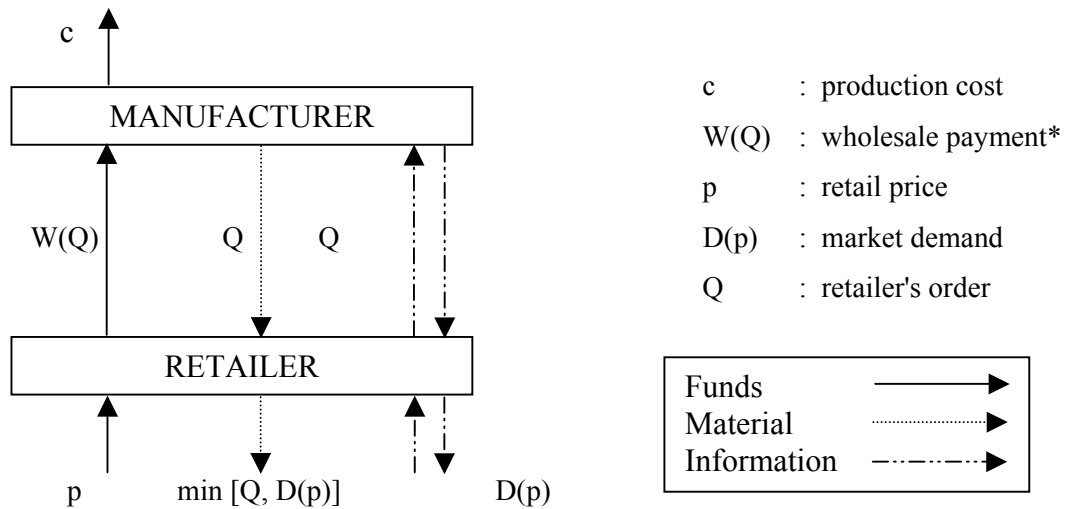 c
MANUFACTURER
W(Q) Q Q
RETAILER
p min [Q, D(p)] D(p)
c : production cost
W(Q) : wholesale payment*
p : retail price
D(p) : market demand
Q : retailer's order
Funds
Material
Information